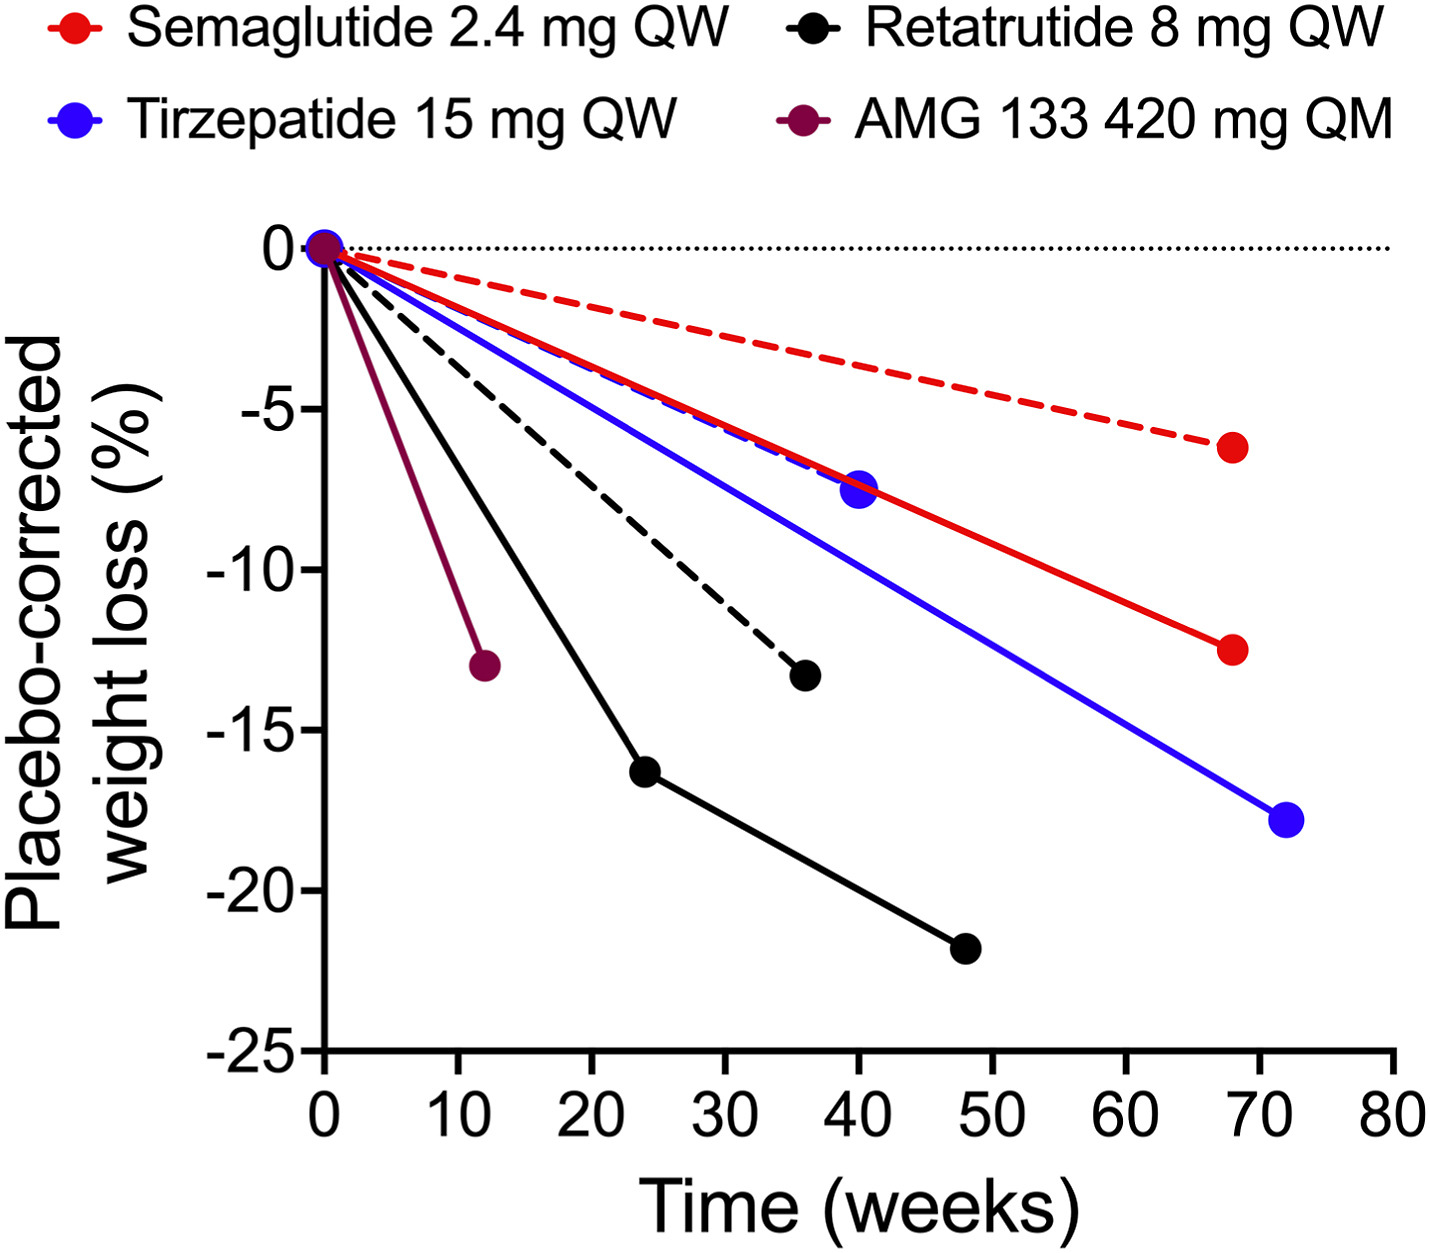 Semaglutide 2.4 mg QW
Retatrutide 8 mg QW
Tirzepatide 15 mg QW
AMG 133 420 mg QM
Placebo-corrected
weight loss (%)
0
-5
-10
-15
-20
-25
0 10 20 30 40 50 60 70 80
Time (weeks)